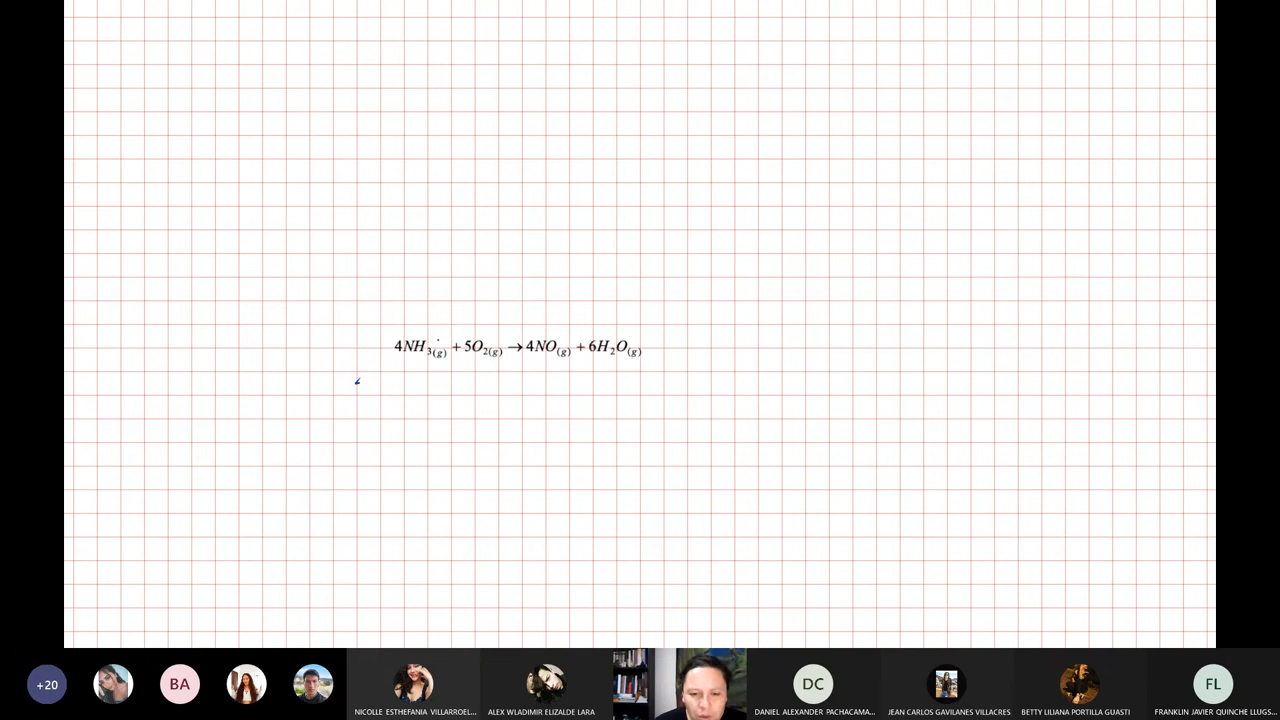 4NH₃₍g₎ + 5O₂₍g₎ → 4NO₍g₎ + 6H₂O₍g₎
+20
BA
DC
FL
NICOLLE ESTHEFANIA VILLARROEL...
ALEX WLADIMIR ELIZALDE LARA
DANIEL ALEXANDER PACHACAMA...
JEAN CARLOS GAVILANES VILLACRES
BETTY LILIANA PORTILLA GUASTI
FRANKLIN JAVIER QUINCHE LLUGS...